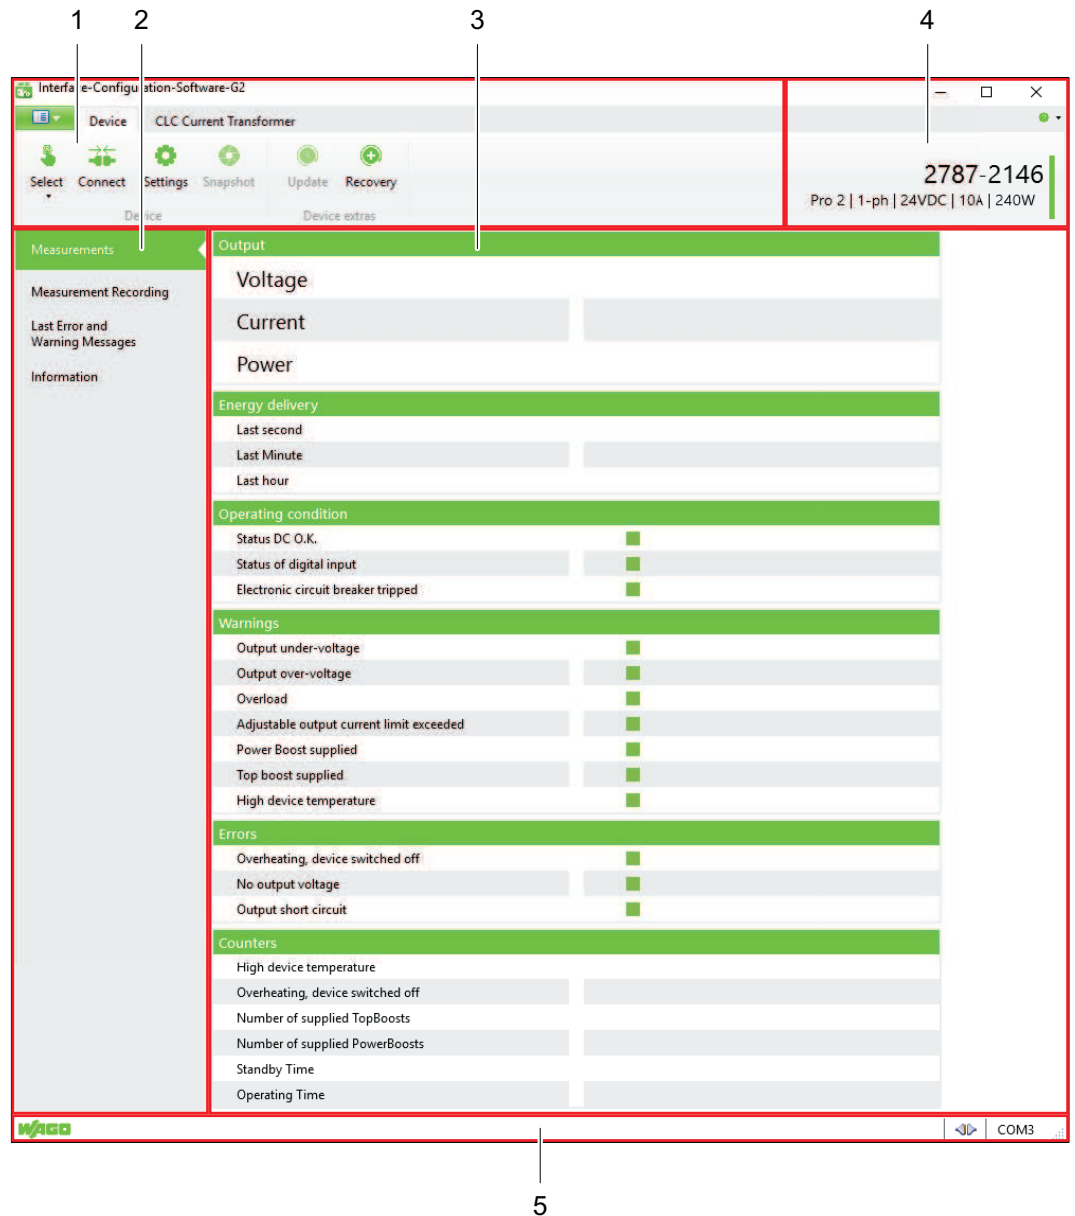 1
2
3
4
Interface-Configuration-Software-G2
Device
CLC Current Transformer
Select
Connect
Settings
Snapshot
Update
Recovery
Device
Device extras
2787-2146
Pro 2 | 1-ph | 24VDC | 10A | 240W
Measurements
Measurement Recording
Last Error and
Warning Messages
Information
Output
Voltage
Current
Power
Energy delivery
Last second
Last Minute
Last hour
Operating condition
Status DC O.K.
Status of digital input
Electronic circuit breaker tripped
Warnings
Output under-voltage
Output over-voltage
Overload
Adjustable output current limit exceeded
Power Boost supplied
Top boost supplied
High device temperature
Errors
Overheating, device switched off
No output voltage
Output short circuit
Counters
High device temperature
Overheating, device switched off
Number of supplied TopBoosts
Number of supplied PowerBoosts
Standby Time
Operating Time
WAGO
COM3
5